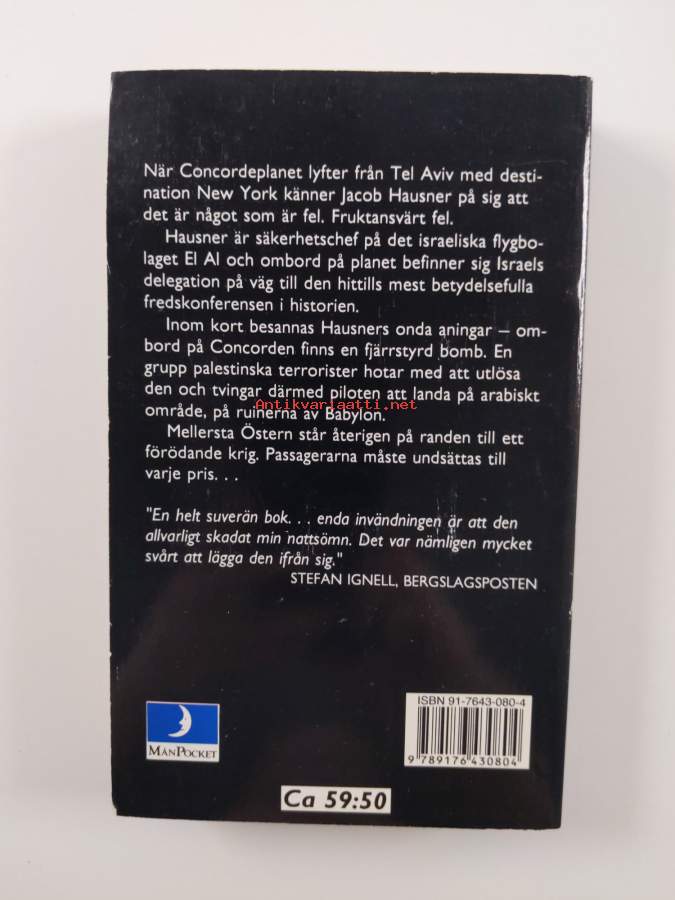 När Concordeplanet lyfter från Tel Aviv med desti-
nation New York känner Jacob Hausner på sig att
det är något som är fel. Fruktansvärt fel.
Hausner är säkerhetschef på det israeliska flygbo-
laget El Al och ombord på planet befinner sig Israels
delegation på väg till den hittills mest betydelsefulla
fredskonferensen i historien.
Inom kort besannas Hausners onda aningar – om-
bord på Concorden finns en fjärrstyrd bomb. En
grupp palestinska terrorister hotar med att utlösa
den och tvingar därmed piloten att landa på arabiskt
Antikvariaatti.net
område, på ruinerna av Babylon.
Mellersta Östern står återigen på randen till ett
förödande krig. Passagerarna måste undsättas till
varje pris. . .
"En helt suverän bok. . . enda invändningen är att den
allvarligt skadat min nattsömn. Det var nämligen mycket
svårt att lägga den ifrån sig."
STEFAN IGNELL, BERGSLAGSPOSTEN
ISBN 91-7643-080-4
9 789176 430804
MÅNPOCKET
Ca 59:50